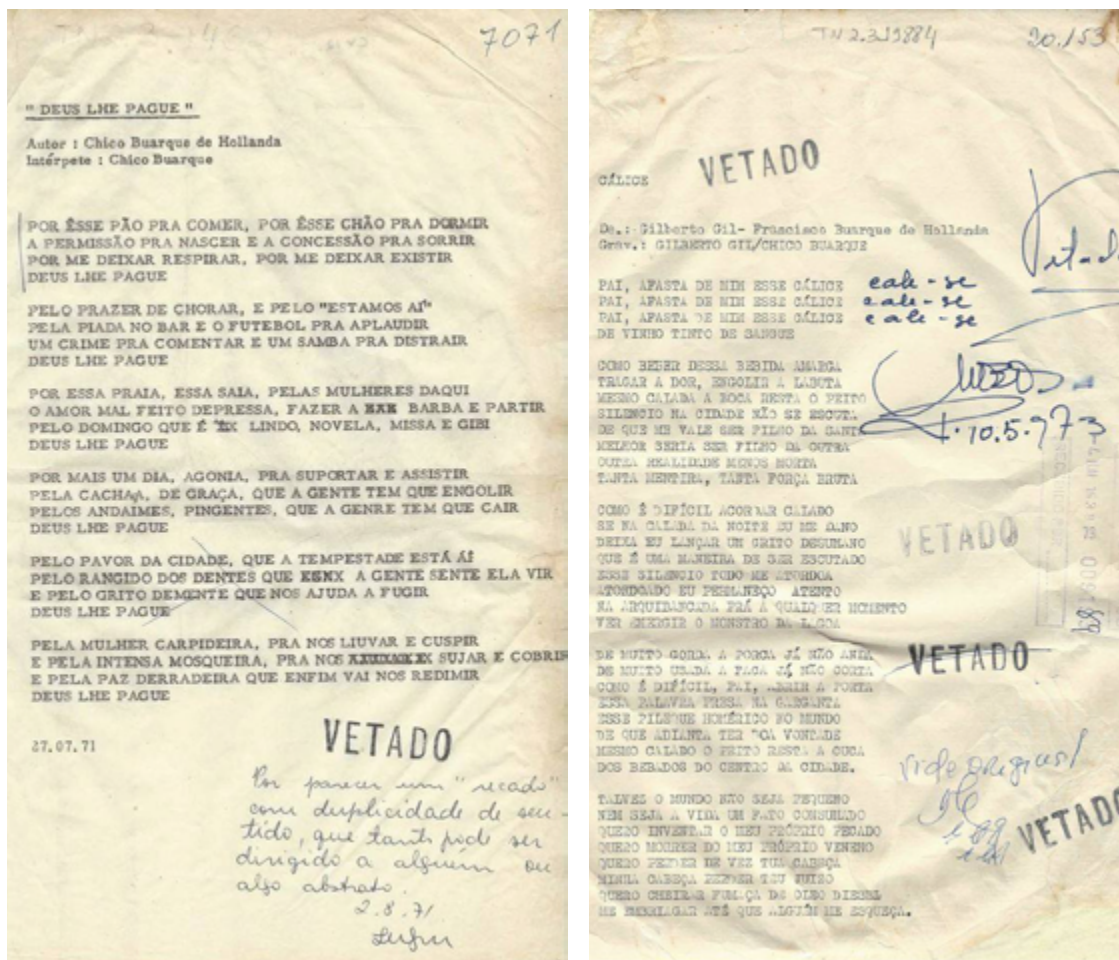 7071
" DEUS LHE PAGUE "
Autor : Chico Buarque de Hollanda
Intérpete : Chico Buarque
POR ÊSSE PÃO PRA COMER, POR ÊSSE CHÃO PRA DORMIR
A PERMISSÃO PRA NASCER E A CONCESSÃO PRA SORRIR
POR ME DEIXAR RESPIRAR, POR ME DEIXAR EXISTIR
DEUS LHE PAGUE
PELO PRAZER DE CHORAR, E PELO "ESTAMOS AÍ"
PELA PIADA NO BAR E O FUTEBOL PRA APLAUDIR
UM CRIME PRA COMENTAR E UM SAMBA PRA DISTRAIR
DEUS LHE PAGUE
POR ESSA PRAIA, ESSA SAIA, PELAS MULHERES DAQUI
O AMOR MAL FEITO DEPRESSA, FAZER A BARBA E PARTIR
PELO DOMINGO QUE É LINDO, NOVELA, MISSA E GIBI
DEUS LHE PAGUE
POR MAIS UM DIA, AGONIA, PRA SUPORTAR E ASSISTIR
PELA CACHAÇA, DE GRAÇA, QUE A GENTE TEM QUE ENGOLIR
PELOS ANDAIMES, PINGENTES, QUE A GENRE TEM QUE CAIR
DEUS LHE PAGUE
PELO PAVOR DA CIDADE, QUE A TEMPESTADE ESTÁ AÍ
PELO RANGIDO DOS DENTES QUE A GENTE SENTE ELA VIR
E PELO GRITO DEMENTE QUE NOS AJUDA A FUGIR
DEUS LHE PAGUE
PELA MULHER CARPIDEIRA, PRA NOS LIUVAR E CUSPIR
E PELA INTENSA MOSQUEIRA, PRA NOS SUJAR E COBRIR
E PELA PAZ DERRADEIRA QUE ENFIM VAI NOS REDIMIR
DEUS LHE PAGUE
27.07.71
VETADO
Por parecer um "recado"
com duplicidade de sen-
tido, que tanto pode ser
dirigido a alguém ou
algo abstrato.
2.8.71
TN 2.3.19884
20.153
VETADO
CÁLICE
De.: Gilberto Gil- Francisco Buarque de Hollanda
Grav.: GILBERTO GIL/CHICO BUARQUE
Vetado
PAI, AFASTA DE MIM ESSE CÁLICE cale-se
PAI, AFASTA DE MIM ESSE CÁLICE cale-se
PAI, AFASTA DE MIM ESSE CÁLICE cale-se
DE VINHO TINTO DE SANGUE
COMO BEBER DESSA BEBIDA AMARGA
TRAGAR A DOR, ENGOLIR A LABUTA
MESMO CALADA A BOCA RESTA O PEITO
SILENCIO NA CIDADE NÃO SE ESCUTA
DE QUE ME VALE SER FILHO DA SANTA
10.5.973
MELHOR SERIA SER FILHO DA OUTRA
OUTRA REALIDADE MENOS MORTA
TANTA MENTIRA, TANTA FORÇA BRUTA
COMO É DIFÍCIL ACORDAR CALADO
SE NA CALADA DA NOITE EU ME DANO
DEIXA EU LANÇAR UM GRITO DESUMANO
QUE É UMA MANEIRA DE SER ESCUTADO
VETADO
ESSE SILENCIO TODO ME ATORDOA
ATORDOADO EU PERMANEÇO ATENTO
NA ARQUIBANCADA PRÁ A QUALQUER MOMENTO
VER EMERGIR O MONSTRO DA LAGOA
DE MUITO GORDA A PORCA JÁ NÃO ANDA
VETADO
DE MUITO USADA A FACA JÁ NÃO CORTA
COMO É DIFÍCIL, PAI, ABRIR A PORTA
ESSA PALAVRA PRESA NA GARGANTA
ESSE PILEQUE HOMÉRICO NO MUNDO
DE QUE ADIANTA TER BOA VONTADE
MESMO CALADO O PEITO RESTA A CUCA
DOS BEBADOS DO CENTRO DA CIDADE.
vide original
VETADO
TALVES O MUNDO NÃO SEJA PEQUENO
NEM SEJA A VIDA UM FATO CONSUMADO
QUERO INVENTAR O MEU PRÓPRIO PECADO
QUERO MORRER DO MEU PRÓPRIO VENENO
QUERO PERDER DE VEZ TUA CABEÇA
MINHA CABEÇA PERDER TEU JUISO
QUERO CHEIRAR FUMAÇA DE OLEO DIESEL
ME EMBRIAGAR ATÉ QUE ALGUÉM ME ESQUEÇA.